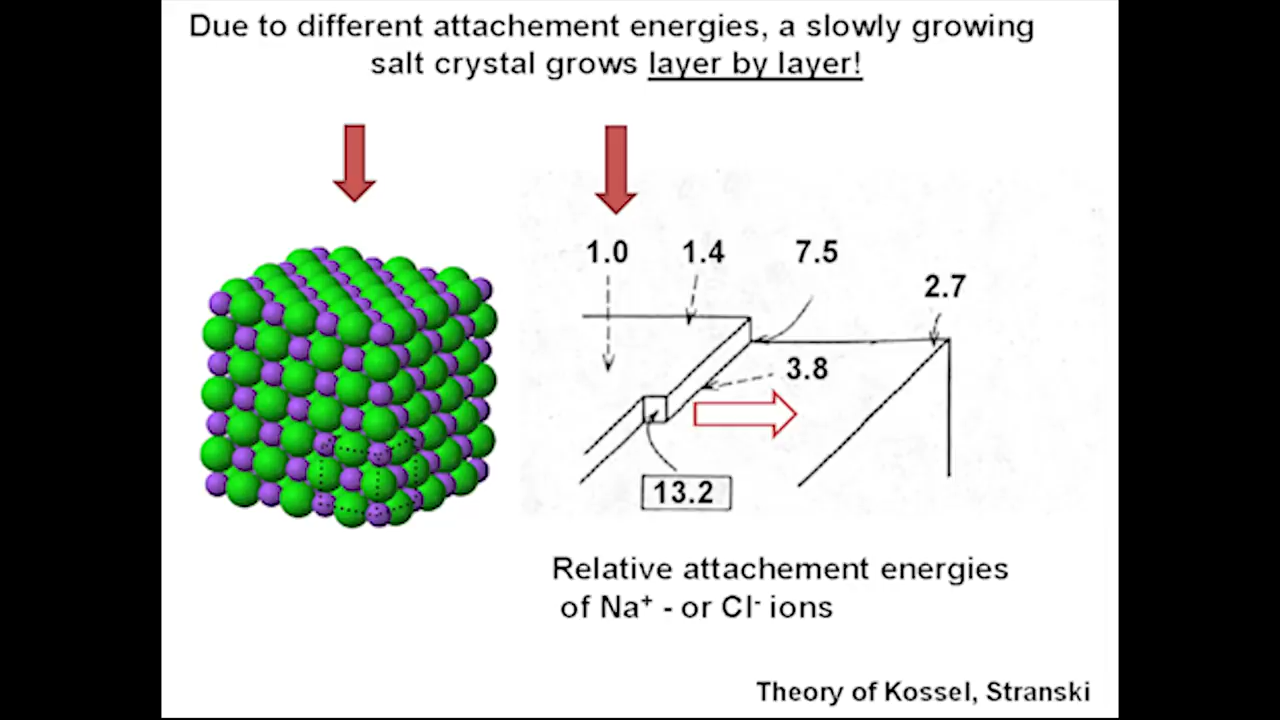 Due to different attachement energies, a slowly growing
salt crystal grows layer by layer!
1.0
1.4
7.5
2.7
3.8
13.2
Relative attachement energies
of Na⁺ - or Cl⁻ ions
Theory of Kossel, Stranski